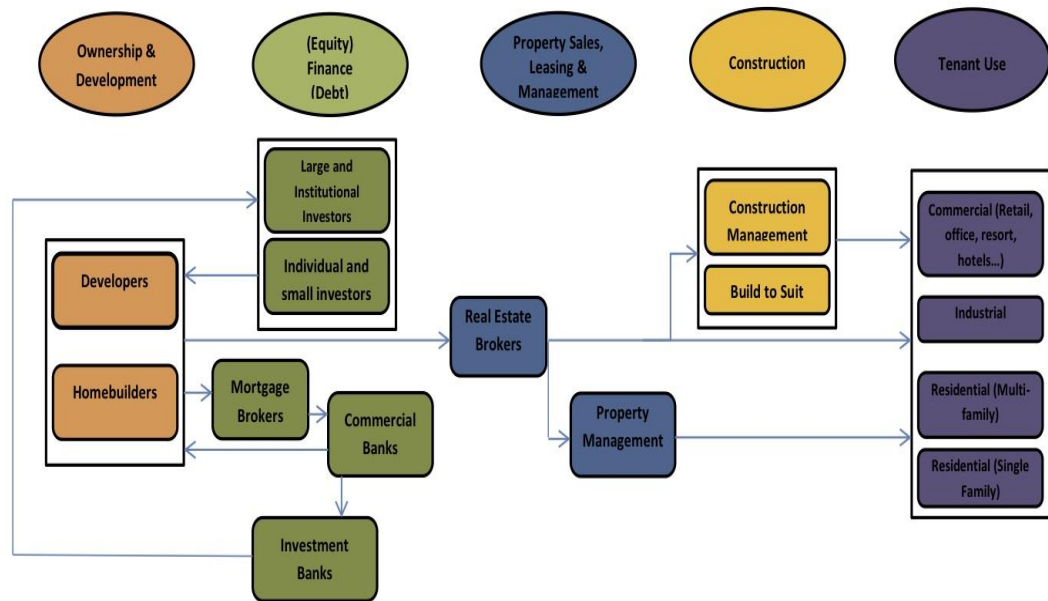 Ownership &
Development
(Equity)
Finance
(Debt)
Property Sales,
Leasing &
Management
Construction
Tenant Use
Large and
Institutional
Investors
Individual and
small investors
Developers
Homebuilders
Mortgage
Brokers
Commercial
Banks
Investment
Banks
Real Estate
Brokers
Property
Management
Construction
Management
Build to Suit
Commercial (Retail,
office, resort,
hotels...)
Industrial
Residential (Multi-
family)
Residential (Single
Family)